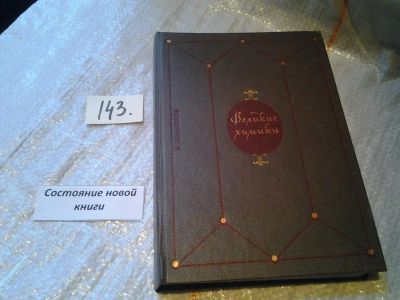 143.
Состояние новой
книги
Великие
химики